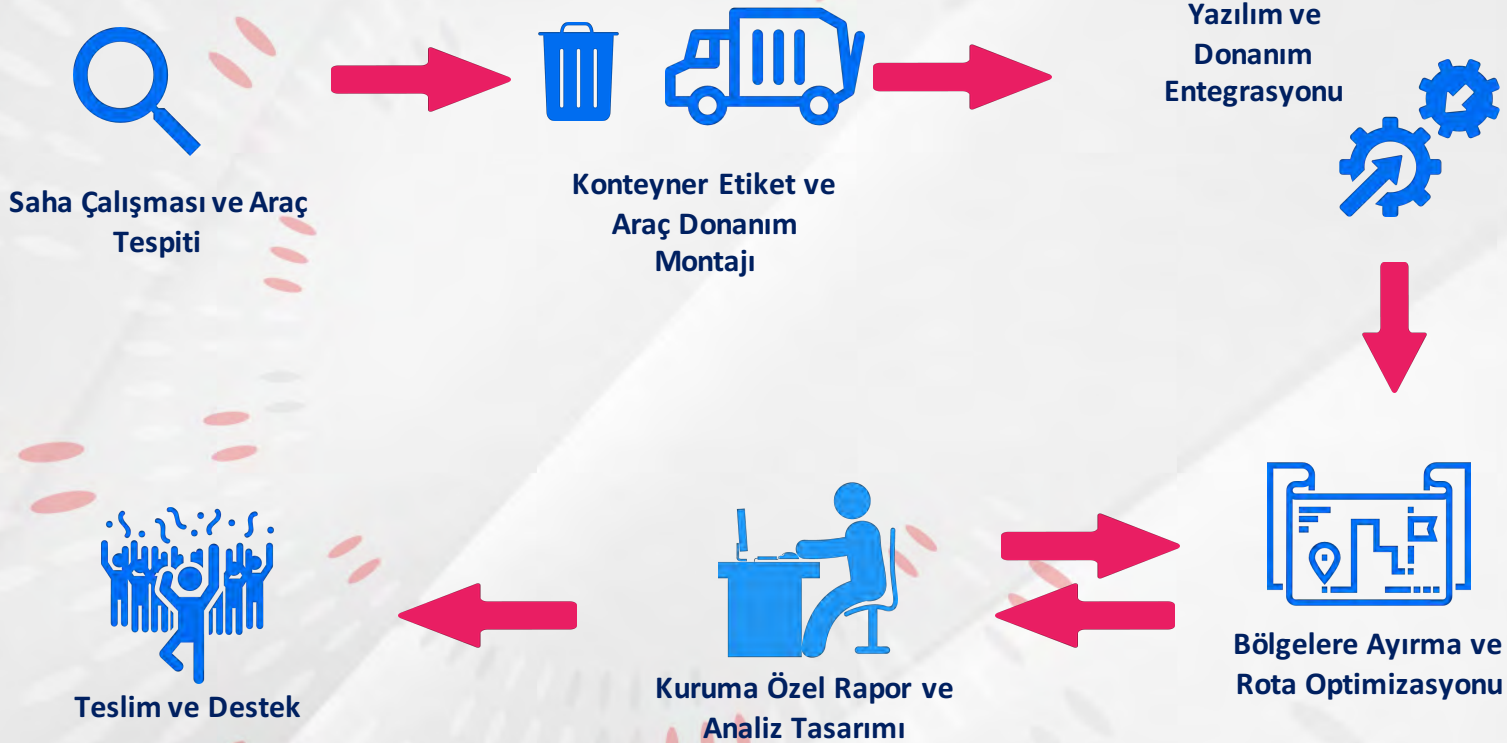 Saha Çalışması ve Araç
Tespiti
Konteyner Etiket ve
Araç Donanım
Montajı
Yazılım ve
Donanım
Entegrasyonu
Bölgelere Ayırma ve
Rota Optimizasyonu
Kuruma Özel Rapor ve
Analiz Tasarımı
Teslim ve Destek